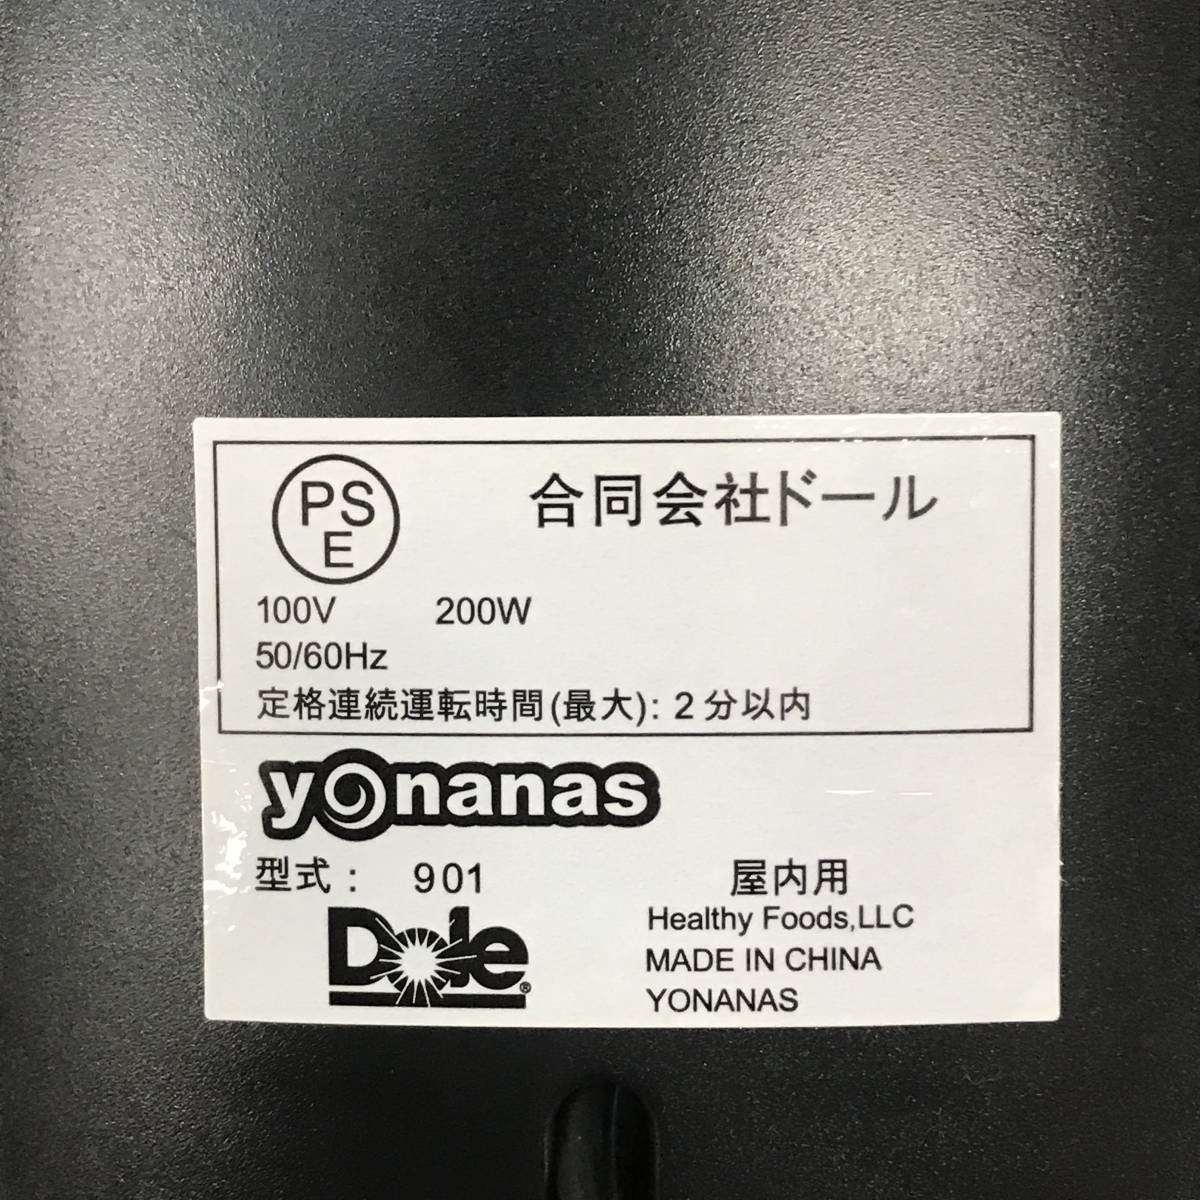 PS
E
合同会社ドール
100V 200W
50/60Hz
定格連続運転時間(最大): 2分以内
yonanas
型式: 901
屋内用
Dole®
Healthy Foods,LLC
MADE IN CHINA
YONANAS